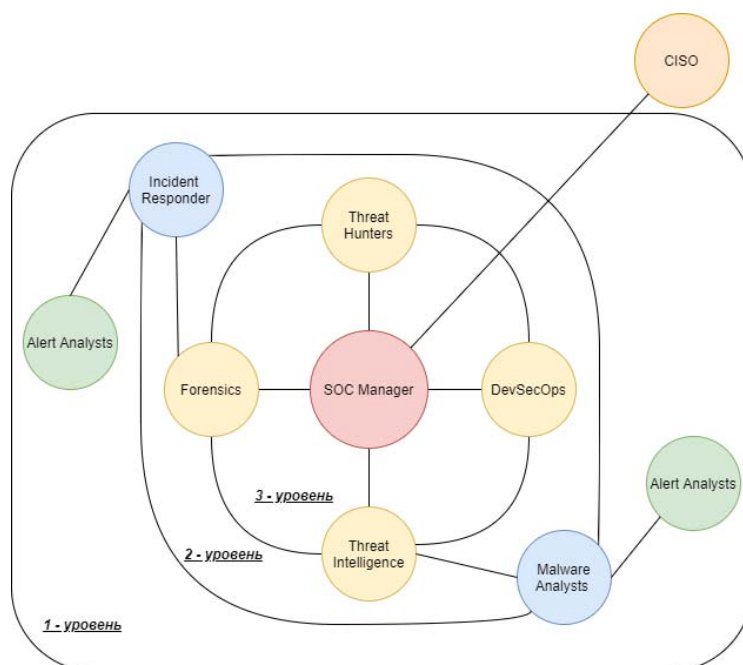 CISO
Incident
Responder
Threat
Hunters
Alert Analysts
Forensics
SOC Manager
DevSecOps
Alert Analysts
3 - уровень
2 - уровень
Threat
Intelligence
Malware
Analysts
1 - уровень